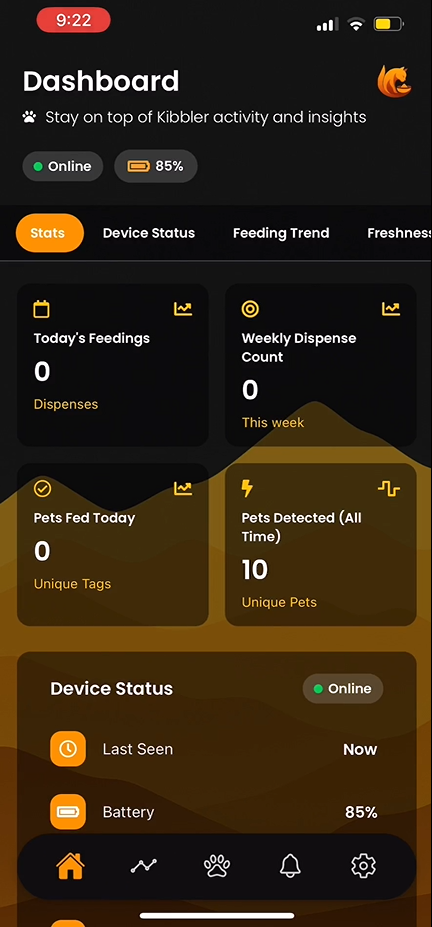 9:22
Dashboard
Stay on top of Kibbler activity and insights
Online
85%
Stats
Device Status
Feeding Trend
Freshness
Today's Feedings
0
Dispenses
Weekly Dispense
Count
0
This week
Pets Fed Today
0
Unique Tags
Pets Detected (All
Time)
10
Unique Pets
Device Status
Online
Last Seen
Now
Battery
85%